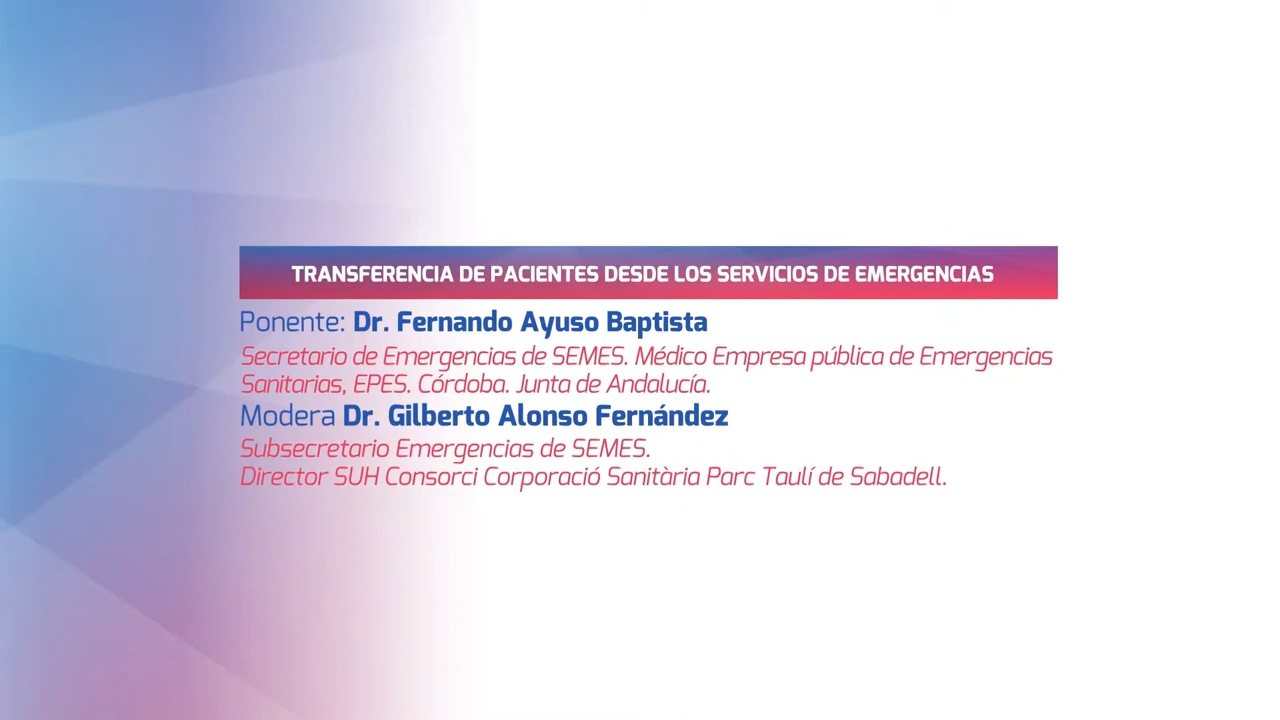 TRANSFERENCIA DE PACIENTES DESDE LOS SERVICIOS DE EMERGENCIAS
Ponente: Dr. Fernando Ayuso Baptista
Secretario de Emergencias de SEMES. Médico Empresa pública de Emergencias
Sanitarias, EPES. Córdoba. Junta de Andalucía.
Modera Dr. Gilberto Alonso Fernández
Subsecretario Emergencias de SEMES.
Director SUH Consorci Corporació Sanitària Parc Taulí de Sabadell.